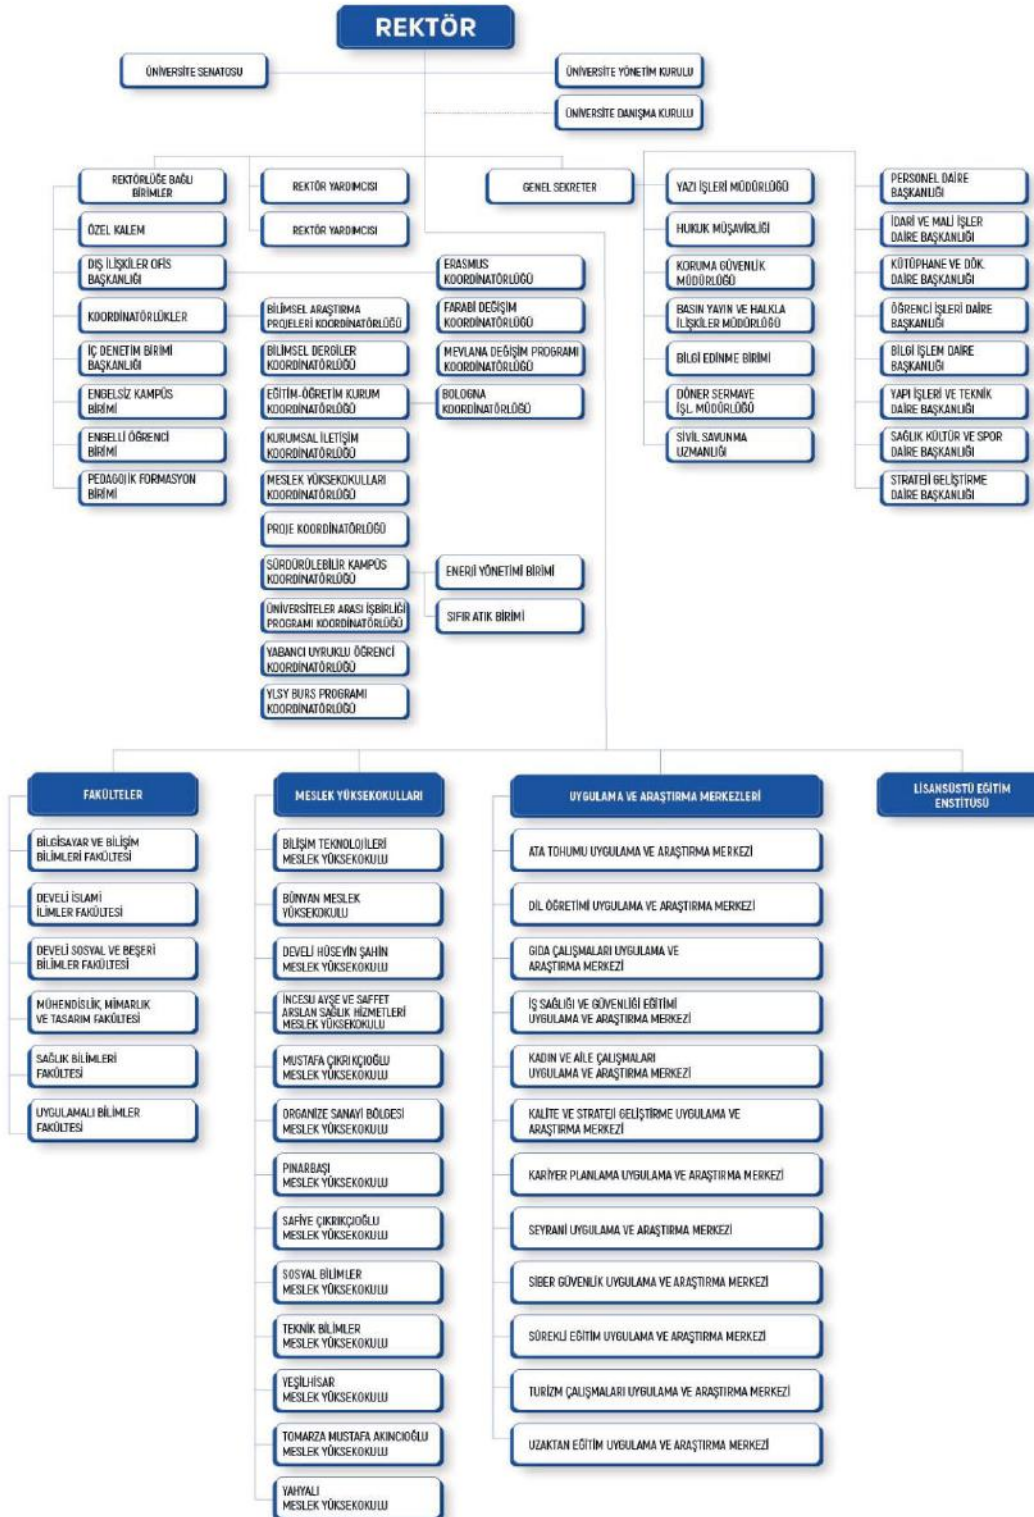 REKTÖR
ÜNİVERSİTE SENATOSU
ÜNİVERSİTE YÖNETİM KURULU
ÜNİVERSİTE DANIŞMA KURULU
REKTÖRLÜĞE BAĞLI
BİRİMLER
ÖZEL KALEM
DIŞ İLİŞKİLER OFİS
BAŞKANLIĞI
KOORDİNATÖRLÜKLER
İÇ DENETİM BİRİMİ
BAŞKANLIĞI
ENGELSİZ KAMPÜS
BİRİMİ
ENGELLİ ÖĞRENCİ
BİRİMİ
PEDAGOJİK FORMASYON
BİRİMİ
REKTÖR YARDIMCISI
REKTÖR YARDIMCISI
BİLİMSEL ARAŞTIRMA
PROJELERİ KOORDİNATÖRLÜĞÜ
BİLİMSEL DERGİLER
KOORDİNATÖRLÜĞÜ
EĞİTİM-ÖĞRETİM KURUM
KOORDİNATÖRLÜĞÜ
KURUMSAL İLETİŞİM
KOORDİNATÖRLÜĞÜ
MESLEK YÜKSEKOKULLARI
KOORDİNATÖRLÜĞÜ
PROJE KOORDİNATÖRLÜĞÜ
SÜRDÜRÜLEBİLİR KAMPÜS
KOORDİNATÖRLÜĞÜ
ÜNİVERSİTELER ARASI İŞBİRLİĞİ
PROGRAMI KOORDİNATÖRLÜĞÜ
YABANCI UYRUKLU ÖĞRENCİ
KOORDİNATÖRLÜĞÜ
YLSY BURS PROGRAMI
KOORDİNATÖRLÜĞÜ
ERASMUS
KOORDİNATÖRLÜĞÜ
FARABİ DEĞİŞİM
KOORDİNATÖRLÜĞÜ
MEVLANA DEĞİŞİM PROGRAMI
KOORDİNATÖRLÜĞÜ
BOLOGNA
KOORDİNATÖRLÜĞÜ
ENERJİ YÖNETİMİ BİRİMİ
SIFIR ATIK BİRİMİ
GENEL SEKRETER
YAZI İŞLERİ MÜDÜRLÜĞÜ
HUKUK MÜŞAVİRLİĞİ
KORUMA GÜVENLİK
MÜDÜRLÜĞÜ
BASIN YAYIN VE HALKLA
İLİŞKİLER MÜDÜRLÜĞÜ
BİLGİ EDİNME BİRİMİ
DÖNER SERMAYE
İŞL. MÜDÜRLÜĞÜ
SİVİL SAVUNMA
UZMANLIĞI
PERSONEL DAİRE
BAŞKANLIĞI
İDARİ VE MALİ İŞLER
DAİRE BAŞKANLIĞI
KÜTÜPHANE VE DÖK.
DAİRE BAŞKANLIĞI
ÖĞRENCİ İŞLERİ DAİRE
BAŞKANLIĞI
BİLGİ İŞLEM DAİRE
BAŞKANLIĞI
YAPI İŞLERİ VE TEKNİK
DAİRE BAŞKANLIĞI
SAĞLIK KÜLTÜR VE SPOR
DAİRE BAŞKANLIĞI
STRATEJİ GELİŞTİRME
DAİRE BAŞKANLIĞI
FAKÜLTELER
BİLGİSAYAR VE BİLİŞİM
BİLİMLERİ FAKÜLTESİ
DEVELİ İSLAMİ
İLİMLER FAKÜLTESİ
DEVELİ SOSYAL VE BEŞERİ
BİLİMLER FAKÜLTESİ
MÜHENDİSLİK, MİMARLIK
VE TASARIM FAKÜLTESİ
SAĞLIK BİLİMLERİ
FAKÜLTESİ
UYGULAMALI BİLİMLER
FAKÜLTESİ
MESLEK YÜKSEKOKULLARI
BİLİŞİM TEKNOLOJİLERİ
MESLEK YÜKSEKOKULU
BÜNYAN MESLEK
YÜKSEKOKULU
DEVELİ HÜSEYİN ŞAHİN
MESLEK YÜKSEKOKULU
İNCESU AYŞE VE SAFFET
ARSLAN SAĞLIK HİZMETLERİ
MESLEK YÜKSEKOKULU
MUSTAFA ÇIKRIKÇIOĞLU
MESLEK YÜKSEKOKULU
ORGANİZE SANAYİ BÖLGESİ
MESLEK YÜKSEKOKULU
PINARBAŞI
MESLEK YÜKSEKOKULU
SAFİYE ÇIKRIKÇIOĞLU
MESLEK YÜKSEKOKULU
SOSYAL BİLİMLER
MESLEK YÜKSEKOKULU
TEKNİK BİLİMLER
MESLEK YÜKSEKOKULU
YEŞİLHİSAR
MESLEK YÜKSEKOKULU
TOMARZA MUSTAFA AKINCIOĞLU
MESLEK YÜKSEKOKULU
YAHYALI
MESLEK YÜKSEKOKULU
UYGULAMA VE ARAŞTIRMA MERKEZLERİ
ATA TOHUMU UYGULAMA VE ARAŞTIRMA MERKEZİ
DİL ÖĞRETİMİ UYGULAMA VE ARAŞTIRMA MERKEZİ
GIDA ÇALIŞMALARI UYGULAMA VE
ARAŞTIRMA MERKEZİ
İŞ SAĞLIĞI VE GÜVENLİĞİ EĞİTİMİ
UYGULAMA VE ARAŞTIRMA MERKEZİ
KADIN VE AİLE ÇALIŞMALARI
UYGULAMA VE ARAŞTIRMA MERKEZİ
KALİTE VE STRATEJİ GELİŞTİRME UYGULAMA VE
ARAŞTIRMA MERKEZİ
KARİYER PLANLAMA UYGULAMA VE ARAŞTIRMA MERKEZİ
SEYRANİ UYGULAMA VE ARAŞTIRMA MERKEZİ
SİBER GÜVENLİK UYGULAMA VE ARAŞTIRMA MERKEZİ
SÜREKLİ EĞİTİM UYGULAMA VE ARAŞTIRMA MERKEZİ
TURİZM ÇALIŞMALARI UYGULAMA VE ARAŞTIRMA MERKEZİ
UZAKTAN EĞİTİM UYGULAMA VE ARAŞTIRMA MERKEZİ
LİSANSÜSTÜ EĞİTİM
ENSTİTÜSÜ